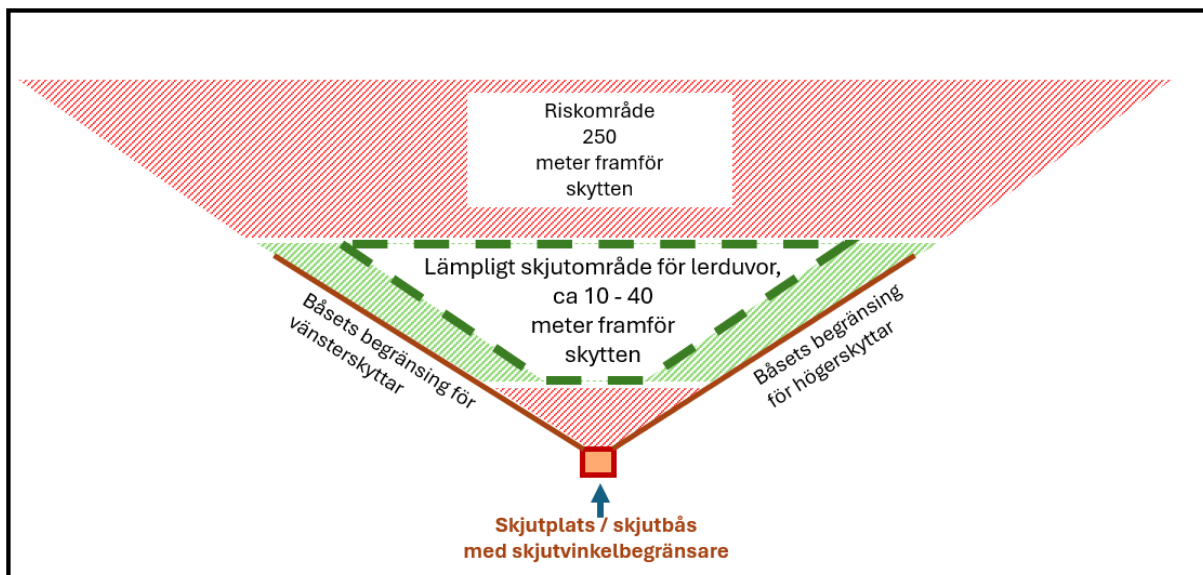 Riskområde
250
meter framför
skytten
Lämpligt skjutområde för lerduvor,
ca 10 - 40
meter framför
skytten
Båsets begränsing för
vänsterskyttar
Båsets begränsing
för högerskyttar
Skjutplats / skjutbås
med skjutvinkelbegränsare